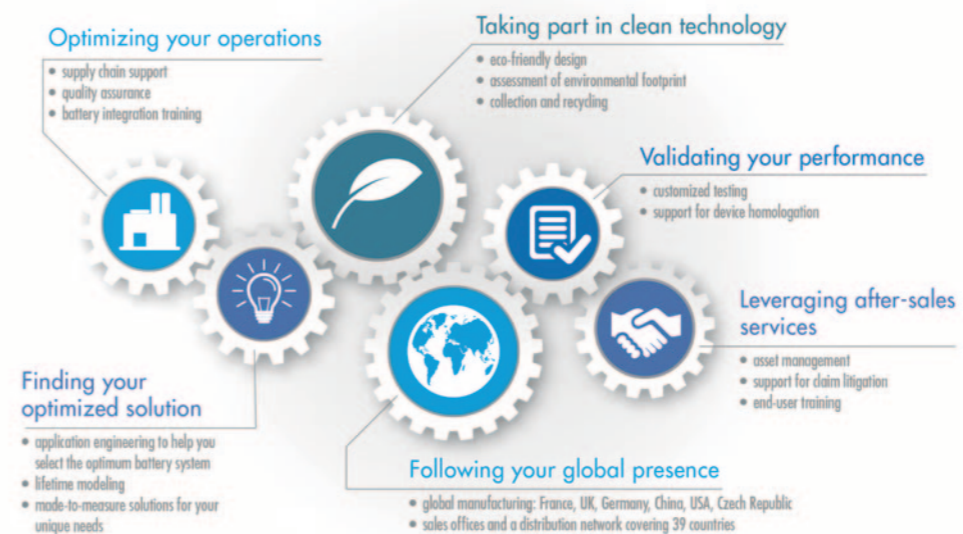 Optimizing your operations
• supply chain support
• quality assurance
• battery integration training
Taking part in clean technology
• eco-friendly design
• assessment of environmental footprint
• collection and recycling
Validating your performance
• customized testing
• support for device homologation
Leveraging after-sales
services
• asset management
• support for claim litigation
• end-user training
Finding your
optimized solution
• application engineering to help you
select the optimum battery system
• lifetime modeling
• made-to-measure solutions for your
unique needs
Following your global presence
• global manufacturing: France, UK, Germany, China, USA, Czech Republic
• sales offices and a distribution network covering 39 countries